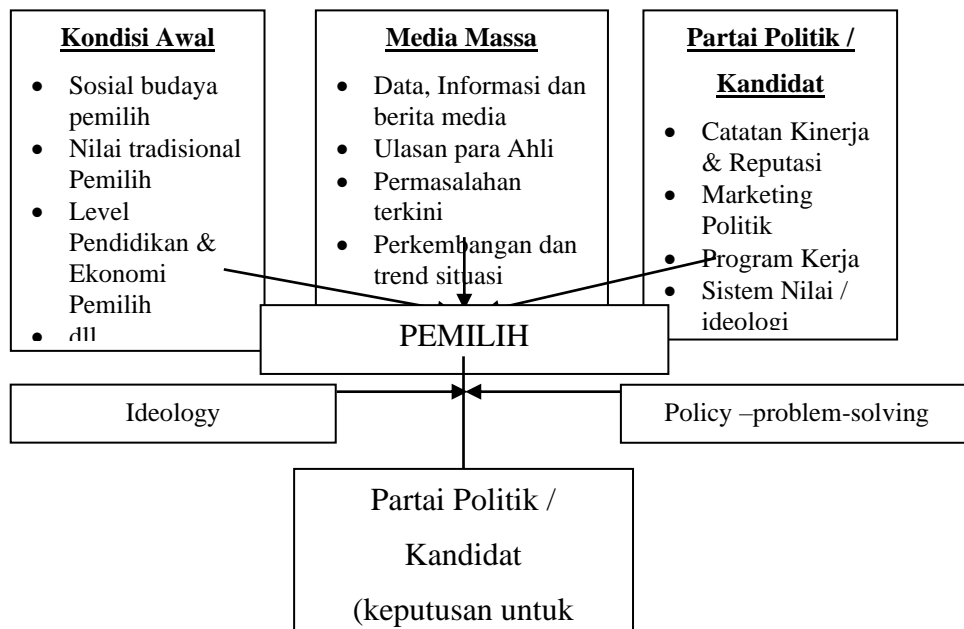 Kondisi Awal
• Sosial budaya
pemilih
• Nilai tradisional
Pemilih
• Level
Pendidikan &
Ekonomi
Pemilih
• dll
Media Massa
• Data, Informasi dan
berita media
• Ulasan para Ahli
• Permasalahan
terkini
• Perkembangan dan
trend situasi
Partai Politik /
Kandidat
• Catatan Kinerja
& Reputasi
• Marketing
Politik
• Program Kerja
• Sistem Nilai /
ideologi
PEMILIH
Ideology
Policy –problem-solving
Partai Politik /
Kandidat
(keputusan untuk